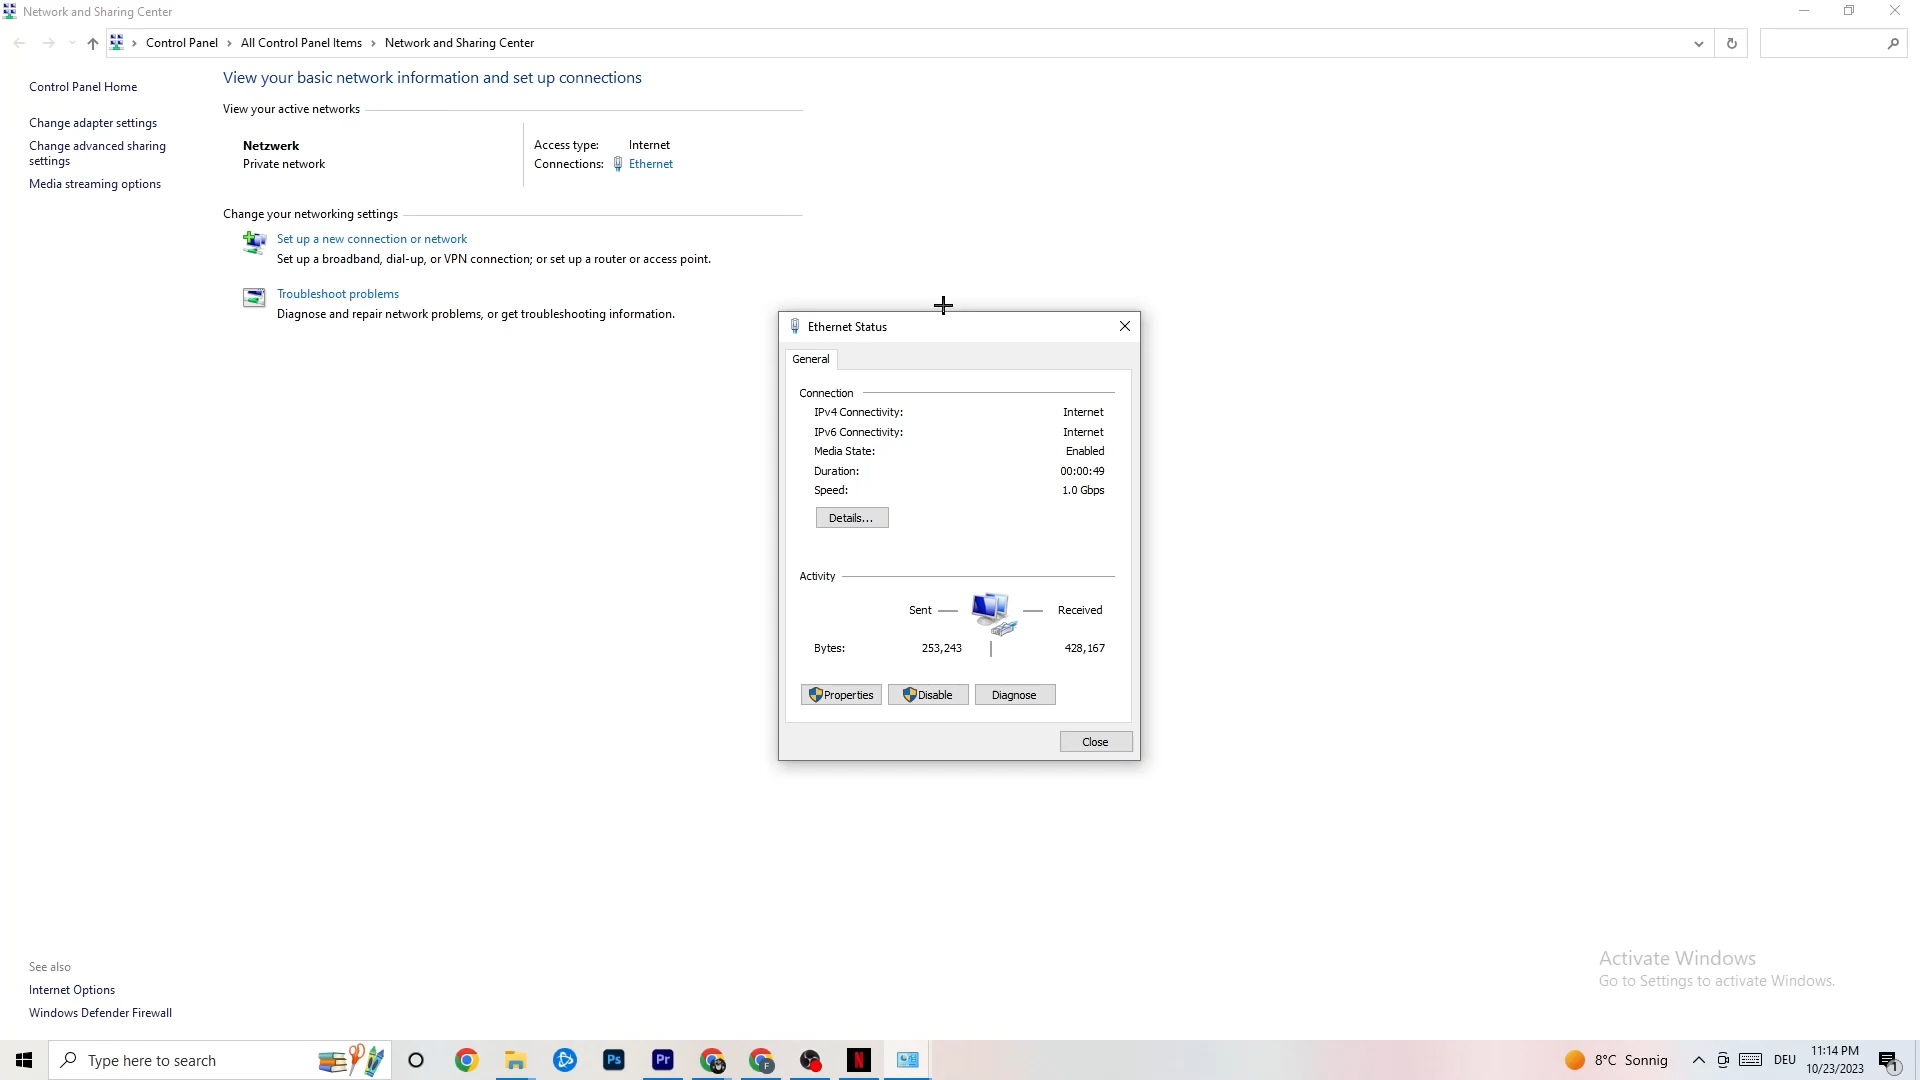 Network and Sharing Center
Control Panel › All Control Panel Items › Network and Sharing Center
Control Panel Home
Change adapter settings
Change advanced sharing
settings
Media streaming options
View your basic network information and set up connections
View your active networks
Netzwerk
Private network
Access type: Internet
Connections: Ethernet
Change your networking settings
Set up a new connection or network
Set up a broadband, dial-up, or VPN connection; or set up a router or access point.
Troubleshoot problems
Diagnose and repair network problems, or get troubleshooting information.
Ethernet Status
General
Connection
IPv4 Connectivity: Internet
IPv6 Connectivity: Internet
Media State: Enabled
Duration: 00:00:49
Speed: 1.0 Gbps
Details...
Activity
Sent Received
Bytes: 253,243 428,167
Properties Disable Diagnose
Close
See also
Internet Options
Windows Defender Firewall
Activate Windows
Go to Settings to activate Windows.
Type here to search
Ps
Pr
F
N
8°C Sonnig
DEU
11:14 PM
10/23/2023
1